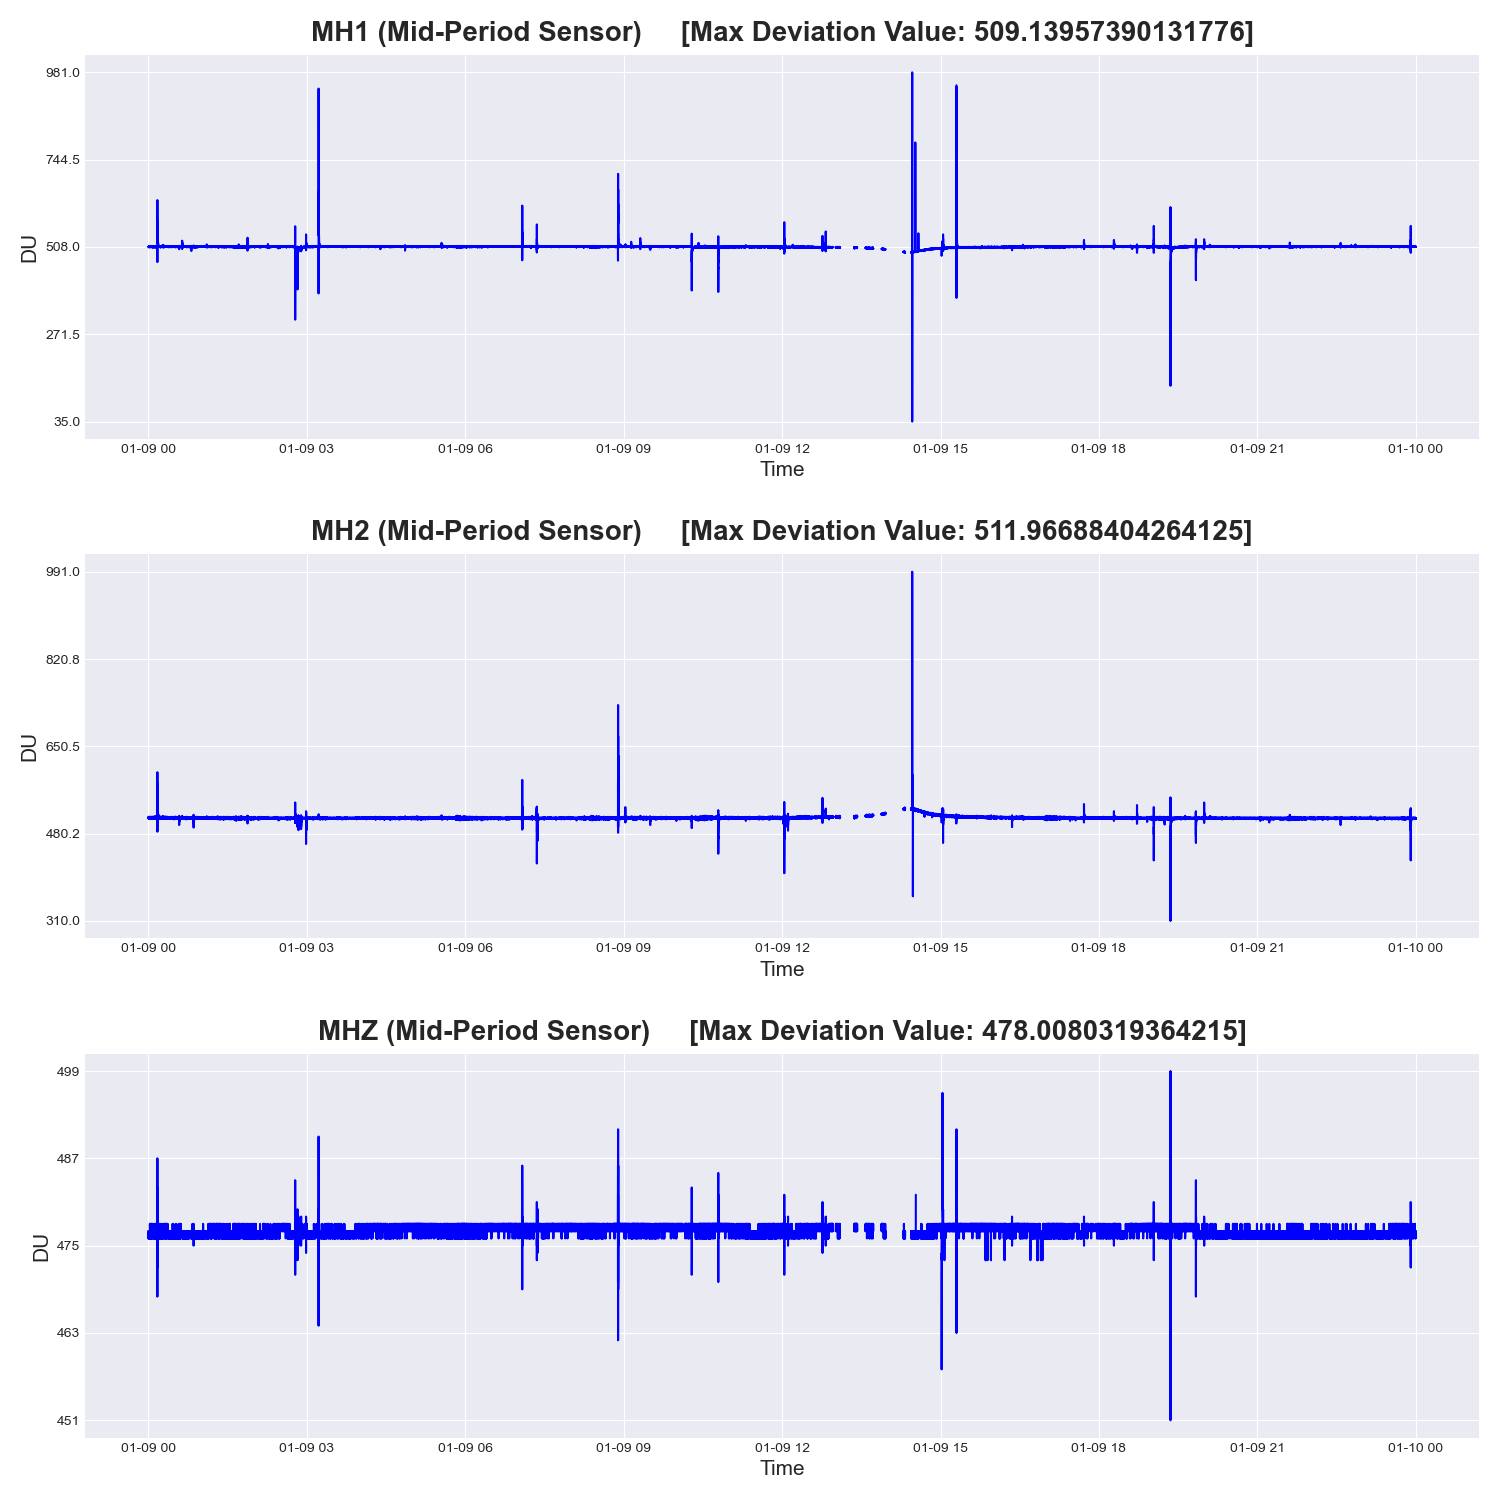 MH1 (Mid-Period Sensor) [Max Deviation Value: 509.13957390131776]
981.0
744.5
508.0
271.5
35.0
DU
01-09 00 01-09 03 01-09 06 01-09 09 01-09 12 01-09 15 01-09 18 01-09 21 01-10 00
Time
MH2 (Mid-Period Sensor) [Max Deviation Value: 511.96688404264125]
991.0
820.8
650.5
480.2
310.0
DU
01-09 00 01-09 03 01-09 06 01-09 09 01-09 12 01-09 15 01-09 18 01-09 21 01-10 00
Time
MHZ (Mid-Period Sensor) [Max Deviation Value: 478.0080319364215]
499
487
475
463
451
DU
01-09 00 01-09 03 01-09 06 01-09 09 01-09 12 01-09 15 01-09 18 01-09 21 01-10 00
Time